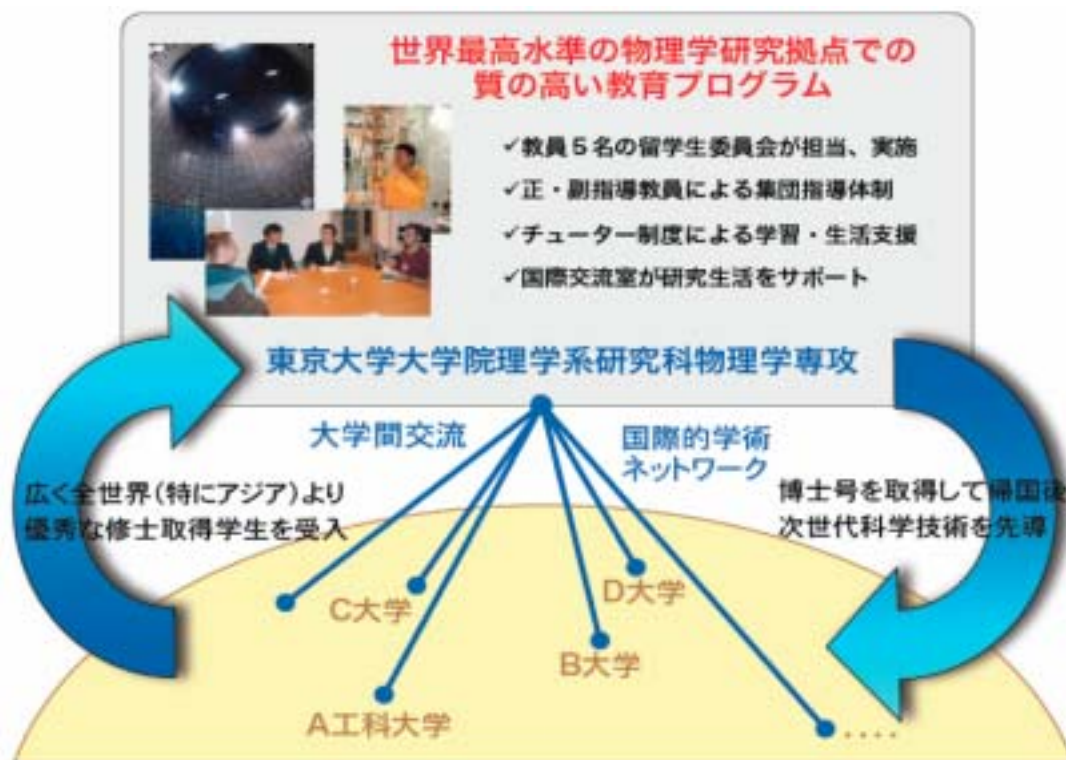 世界最高水準の物理学研究拠点での
質の高い教育プログラム
✓教員5名の留学生委員会が担当、実施
✓正・副指導教員による集団指導体制
✓チューター制度による学習・生活支援
✓国際交流室が研究生活をサポート
東京大学大学院理学系研究科物理学専攻
大学間交流
国際的学術
ネットワーク
広く全世界(特にアジア)より
優秀な修士取得学生を受入
博士号を取得して帰国後
次世代科学技術を先導
C大学
D大学
B大学
A工科大学
....